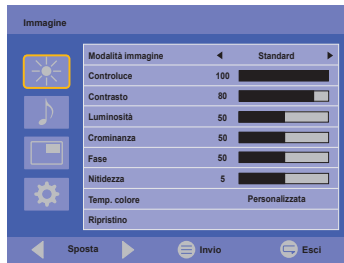 Immagine
Modalità immagine Standard
Controluce 100
Contrasto 80
Luminosità 50
Crominanza 50
Fase 50
Nitidezza 5
Temp. colore Personalizzata
Ripristino
Sposta Invio Esci